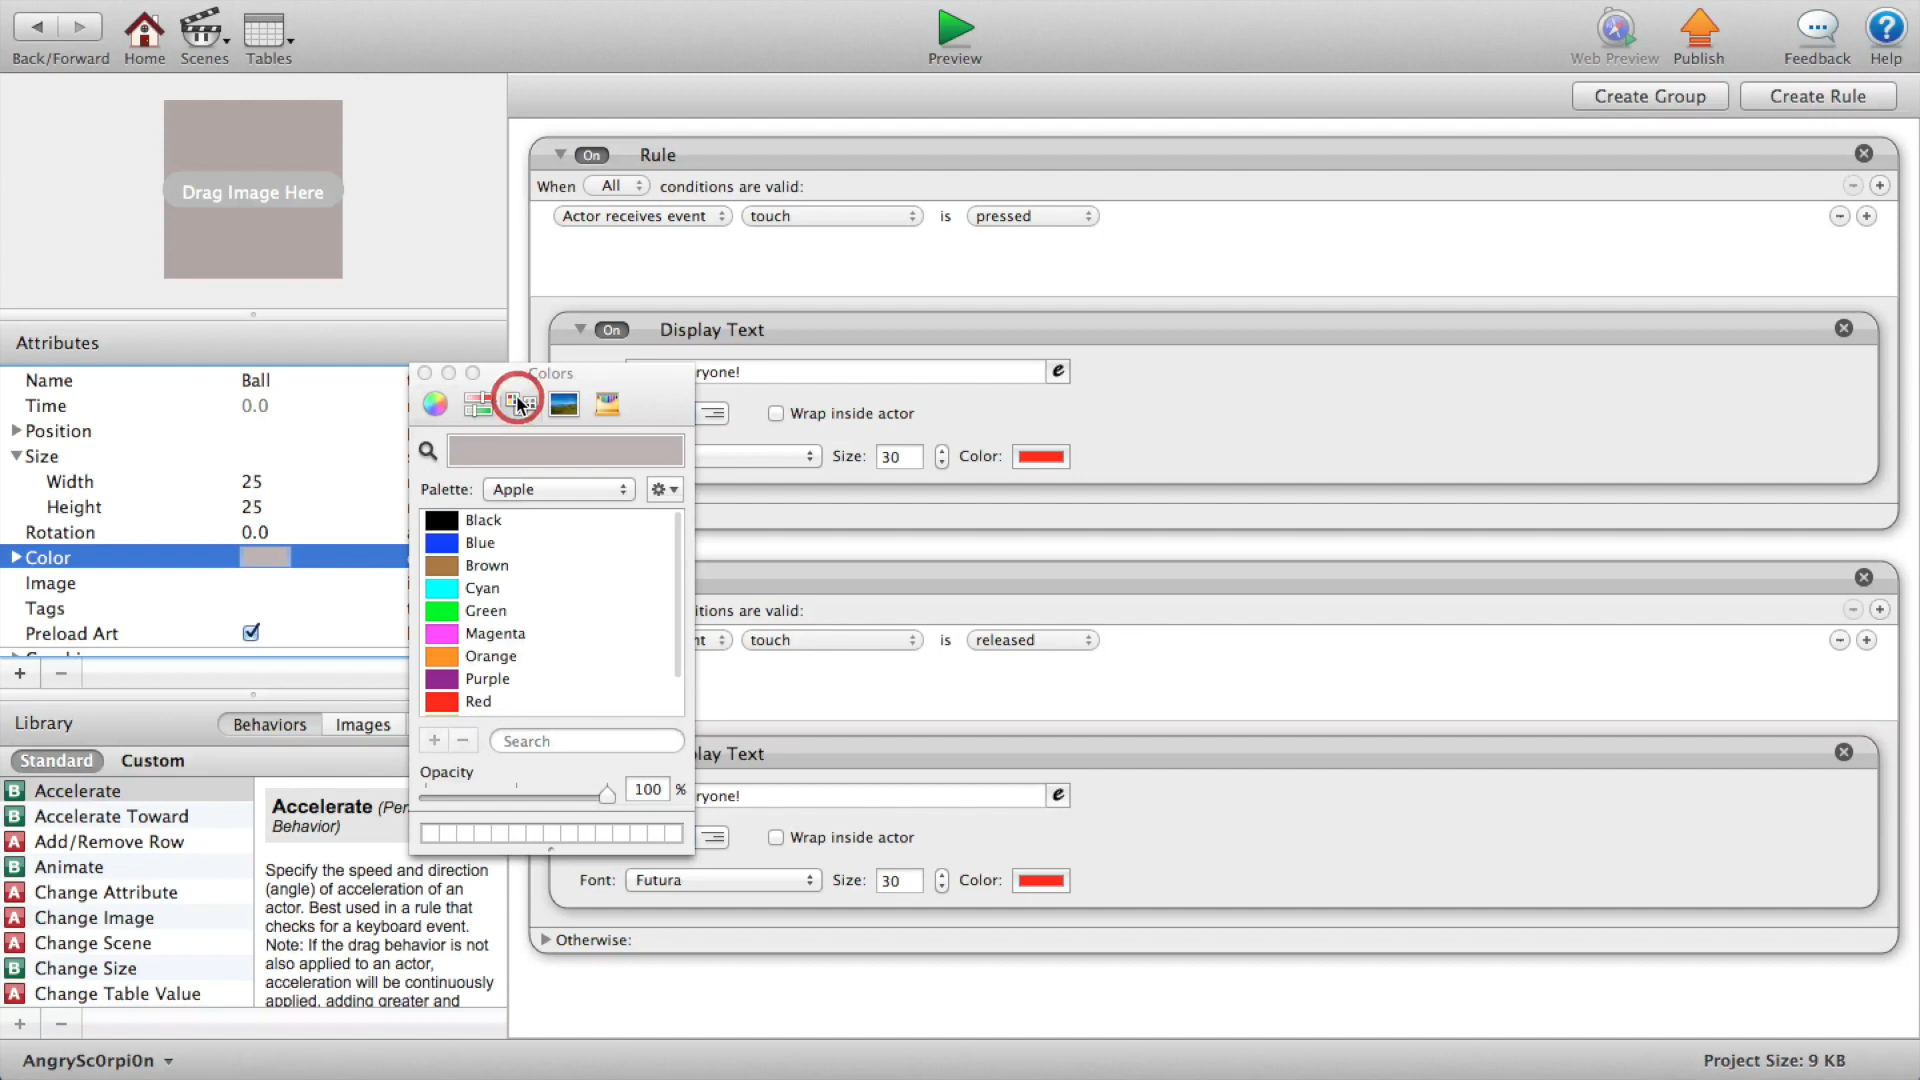 Back/Forward
Home
Scenes
Tables
Preview
Web Preview
Publish
Feedback
Help
Create Group
Create Rule
Drag Image Here
Attributes
Name Ball
Time 0.0
Position
Size
Width 25
Height 25
Rotation 0.0
Color
Image
Tags
Preload Art
Library
Behaviors
Images
Standard
Custom
Accelerate
Accelerate Toward
Add/Remove Row
Animate
Change Attribute
Change Image
Change Scene
Change Size
Change Table Value
Accelerate (Per
Behavior)
Specify the speed and direction
(angle) of acceleration of an
actor. Best used in a rule that
checks for a keyboard event.
Note: If the drag behavior is not
also applied to an actor,
acceleration will be continuously
applied, adding greater and
Colors
Palette: Apple
Black
Blue
Brown
Cyan
Green
Magenta
Orange
Purple
Red
Search
Opacity
100 %
On Rule
When All conditions are valid:
Actor receives event touch is pressed
On Display Text
ryone! e
Wrap inside actor
Size: 30 Color:
itions are valid:
nt touch is released
lay Text
ryone! e
Wrap inside actor
Font: Futura Size: 30 Color:
Otherwise:
AngrySc0rpi0n
Project Size: 9 KB